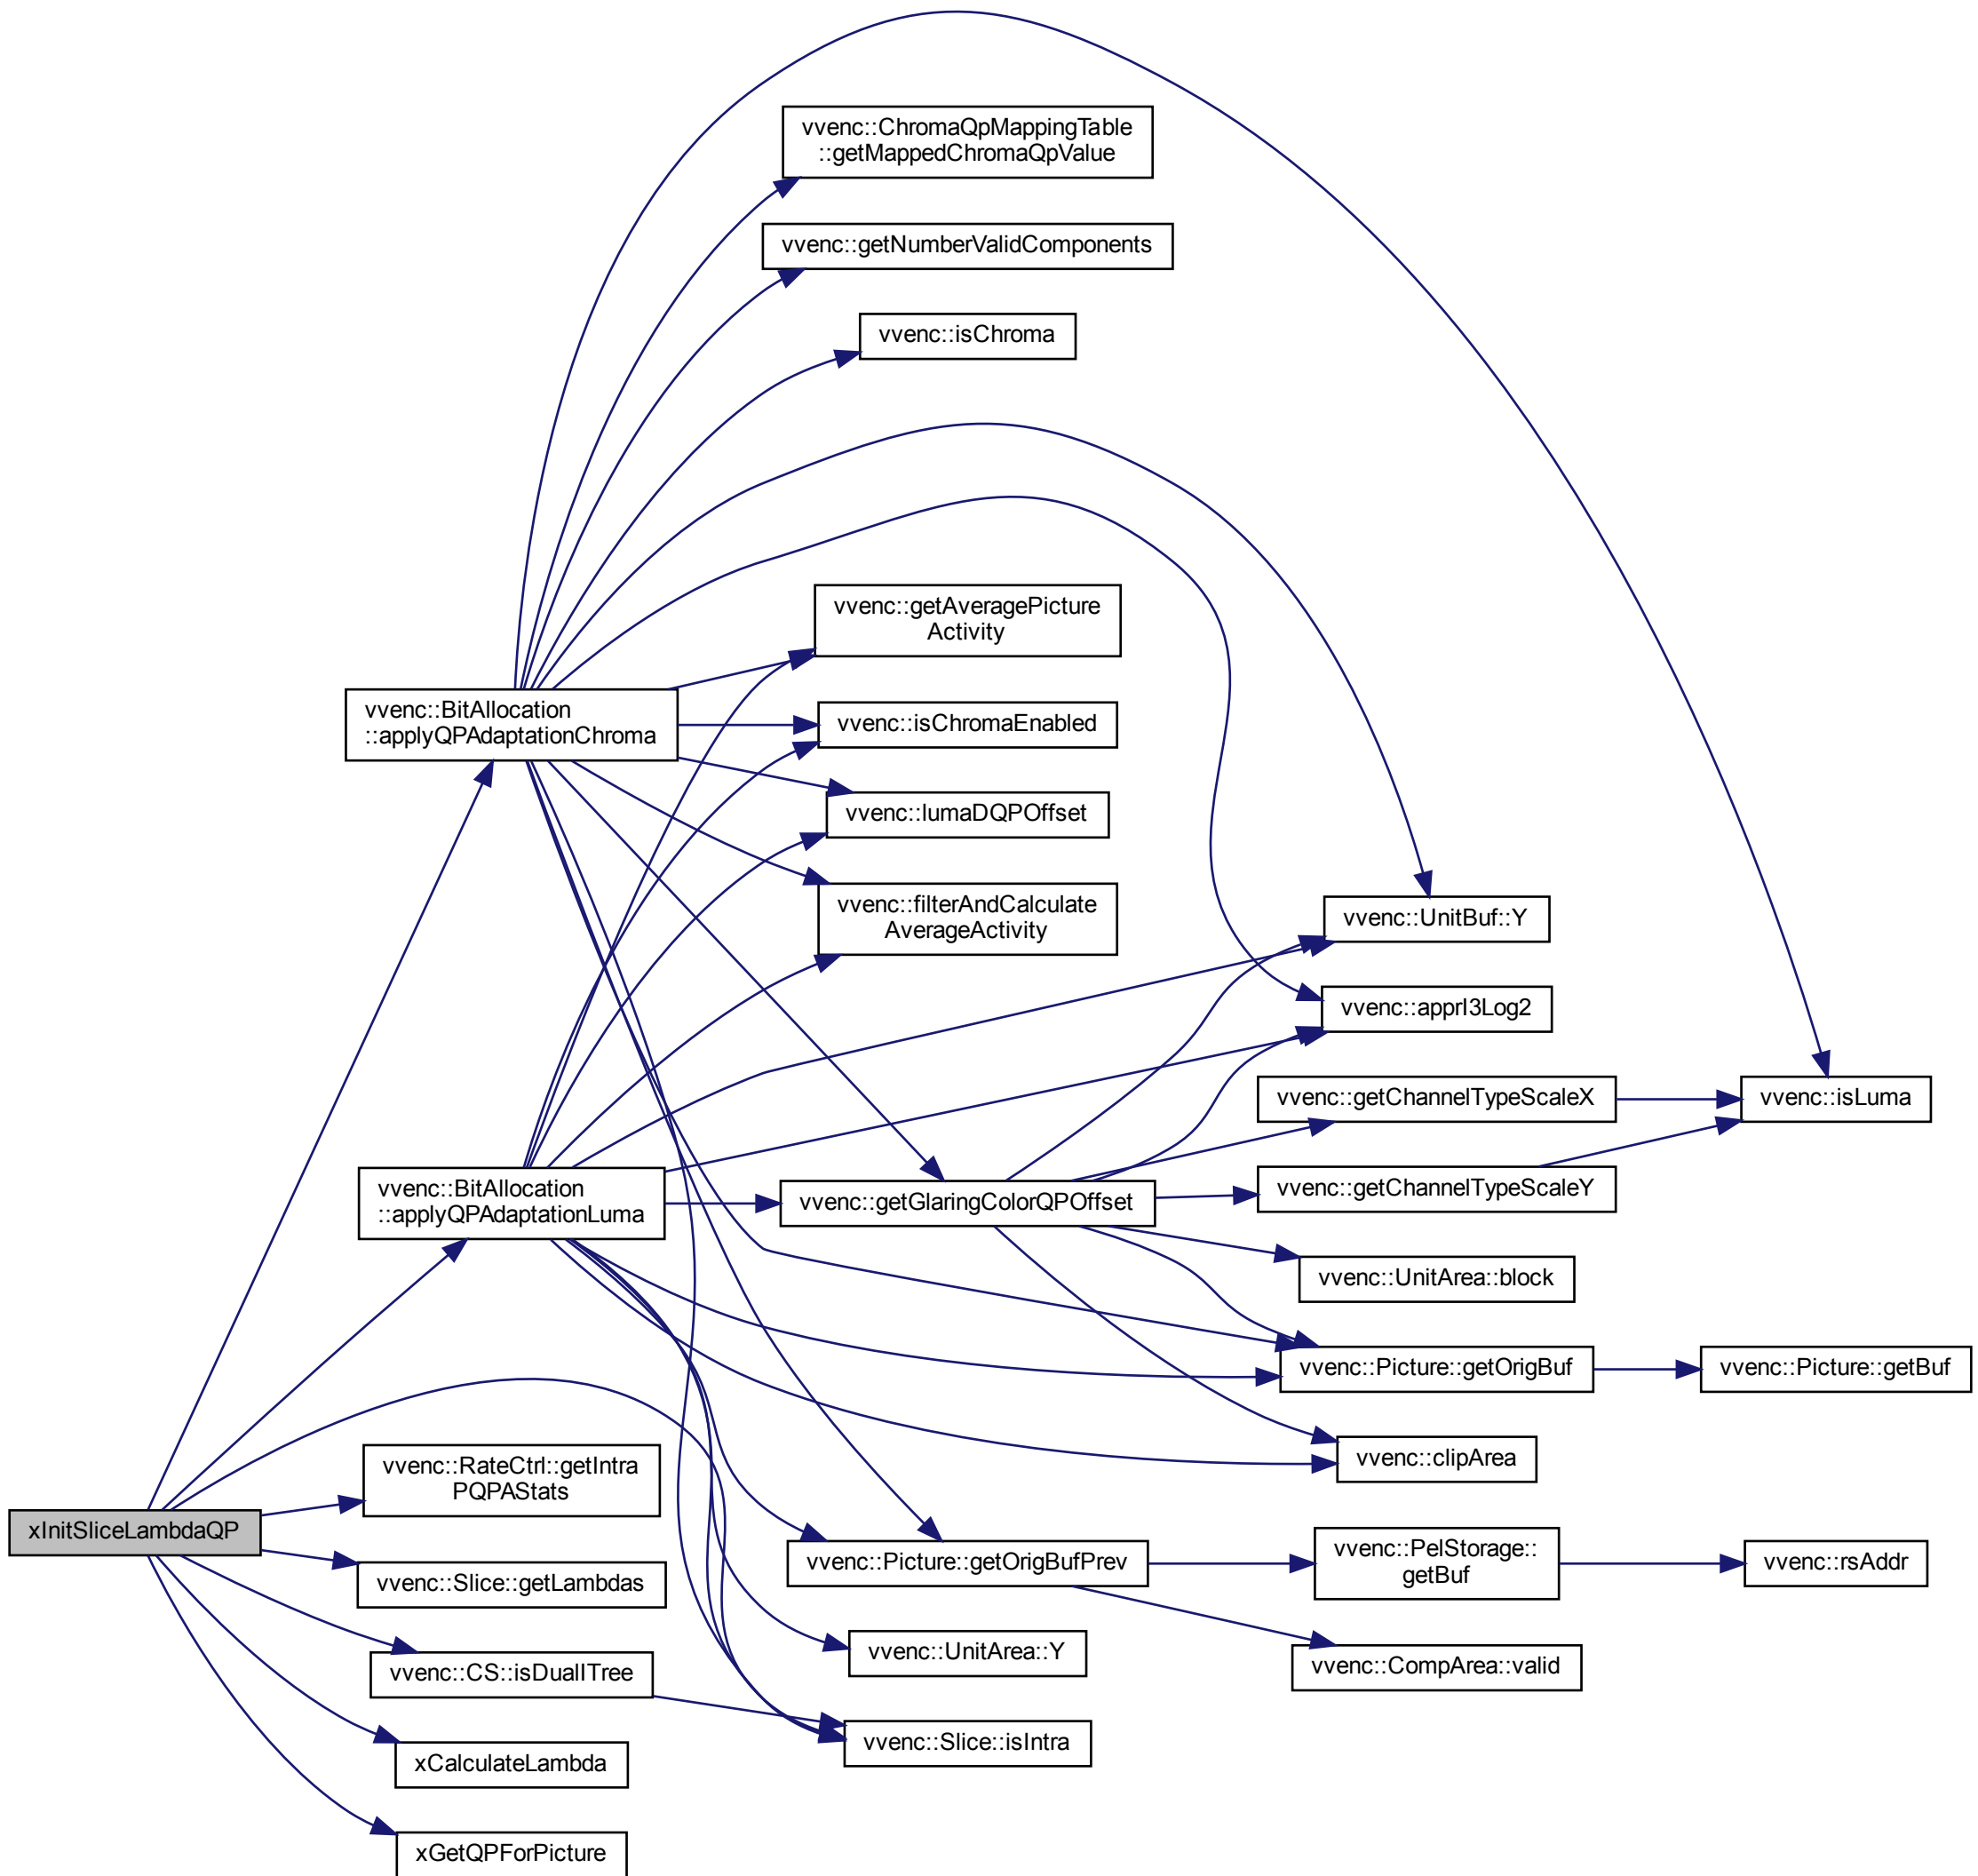 vvenc::ChromaQpMappingTable
::getMappedChromaQpValue
vvenc::getNumberValidComponents
vvenc::isChroma
vvenc::getAveragePicture
Activity
vvenc::BitAllocation
::applyQPAdaptationChroma
vvenc::isChromaEnabled
vvenc::lumaDQPOffset
vvenc::filterAndCalculate
AverageActivity
vvenc::UnitBuf::Y
vvenc::apprI3Log2
vvenc::getChannelTypeScaleX
vvenc::isLuma
vvenc::BitAllocation
::applyQPAdaptationLuma
vvenc::getGlaringColorQPOffset
vvenc::getChannelTypeScaleY
vvenc::UnitArea::block
vvenc::Picture::getOrigBuf
vvenc::Picture::getBuf
vvenc::clipArea
vvenc::RateCtrl::getIntra
PQPAStats
xInitSliceLambdaQP
vvenc::Slice::getLambdas
vvenc::Picture::getOrigBufPrev
vvenc::PelStorage::
getBuf
vvenc::rsAddr
vvenc::UnitArea::Y
vvenc::CompArea::valid
vvenc::CS::isDualITree
vvenc::Slice::isIntra
xCalculateLambda
xGetQPForPicture